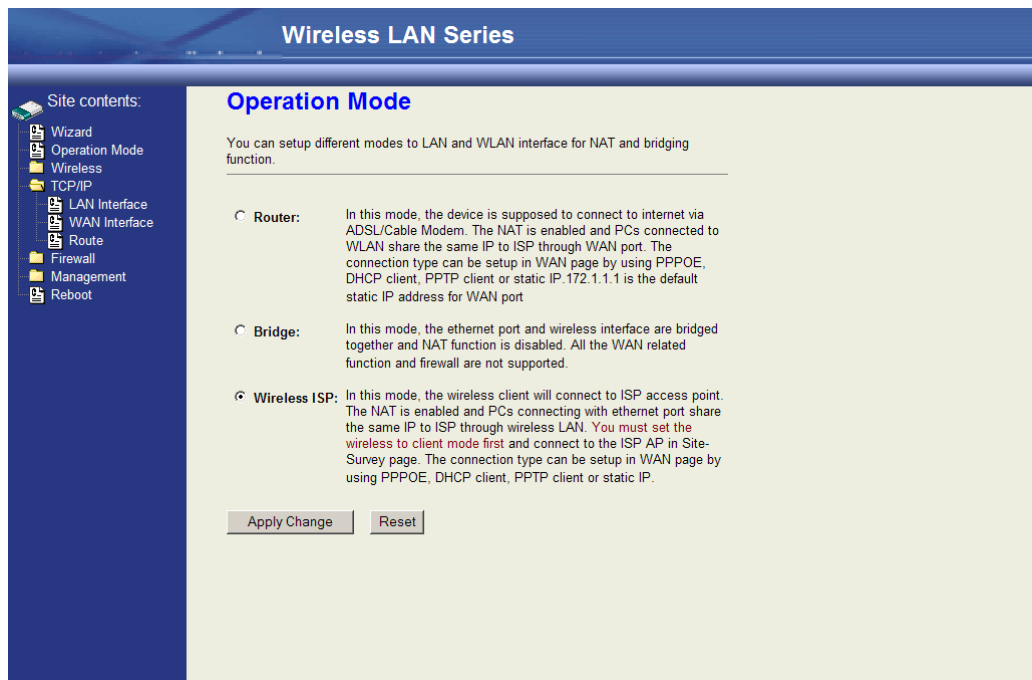 Wireless LAN Series
Site contents:
Wizard
Operation Mode
Wireless
TCP/IP
LAN Interface
WAN Interface
Route
Firewall
Management
Reboot
Operation Mode
You can setup different modes to LAN and WLAN interface for NAT and bridging
function.
Router:
In this mode, the device is supposed to connect to internet via
ADSL/Cable Modem. The NAT is enabled and PCs connected to
WLAN share the same IP to ISP through WAN port. The
connection type can be setup in WAN page by using PPPOE,
DHCP client, PPTP client or static IP.172.1.1.1 is the default
static IP address for WAN port
Bridge:
In this mode, the ethernet port and wireless interface are bridged
together and NAT function is disabled. All the WAN related
function and firewall are not supported.
Wireless ISP:
In this mode, the wireless client will connect to ISP access point.
The NAT is enabled and PCs connecting with ethernet port share
the same IP to ISP through wireless LAN. You must set the
wireless to client mode first and connect to the ISP AP in Site-
Survey page. The connection type can be setup in WAN page by
using PPPOE, DHCP client, PPTP client or static IP.
Apply Change
Reset